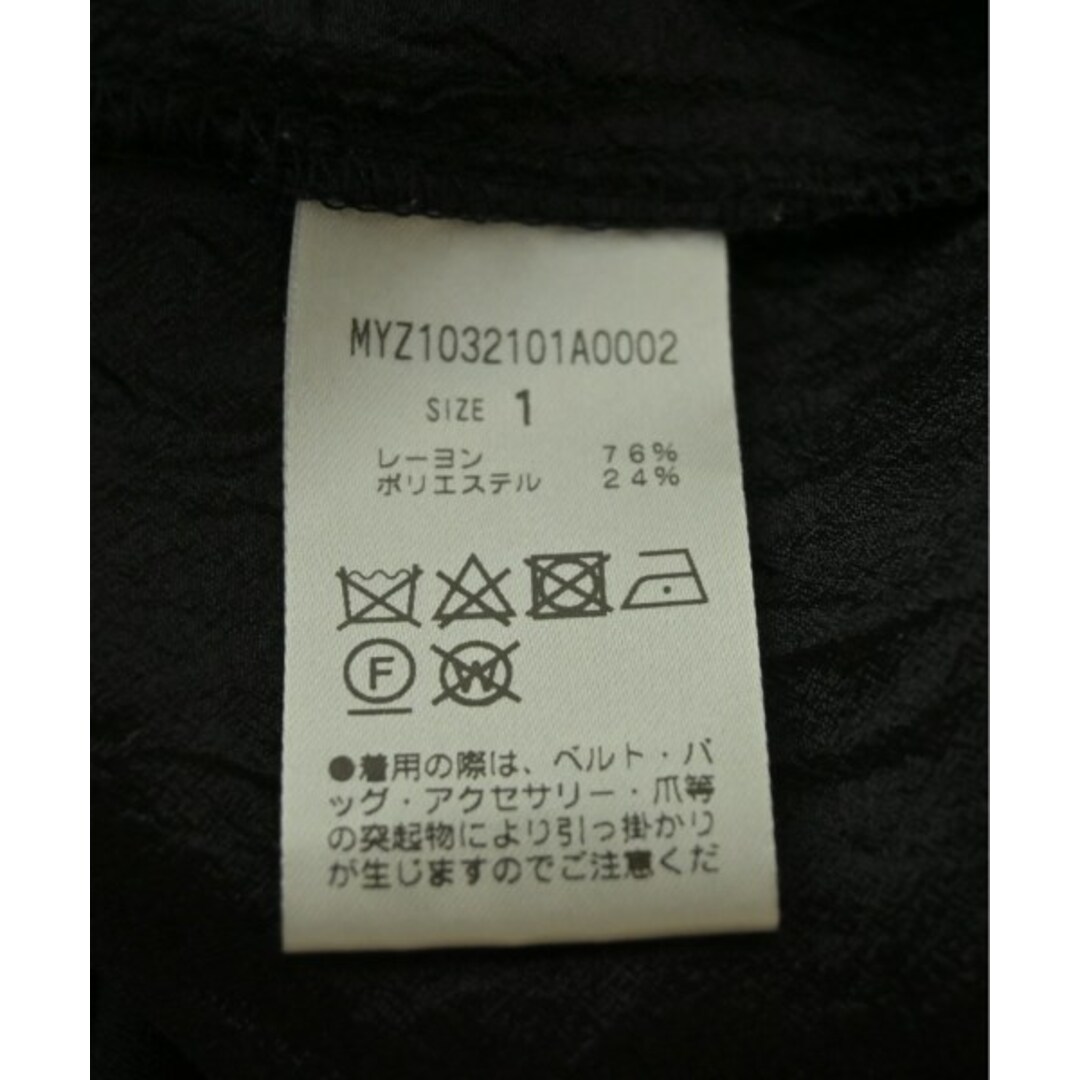 MYZ1032101A0002
SIZE 1
レーヨン 76%
ポリエステル 24%
F
W
●着用の際は、ベルト・バ
ッグ・アクセサリー・爪等
の突起物により引っ掛かり
が生じますのでご注意くだ